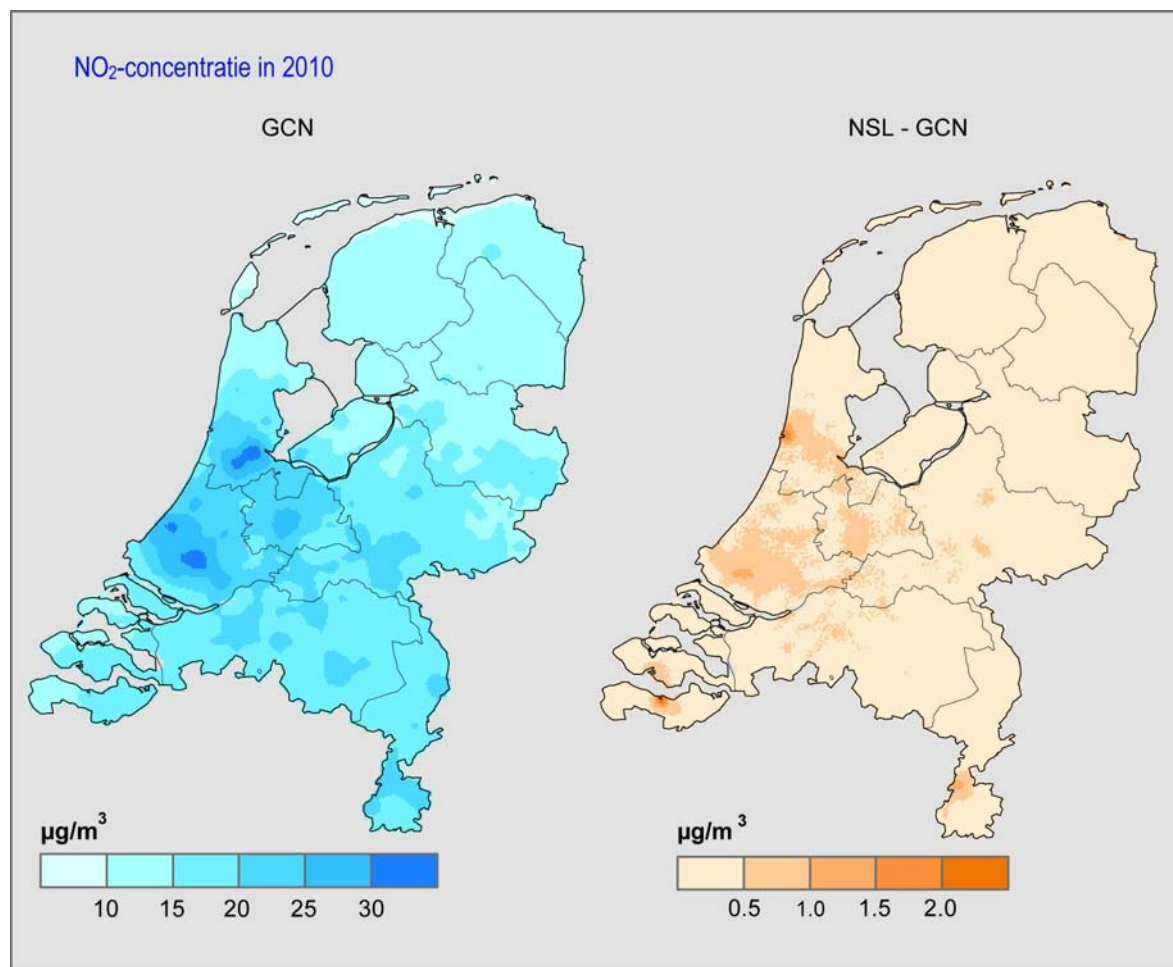 NO₂-concentratie in 2010
GCN
NSL - GCN
µg/m³
10 15 20 25 30
µg/m³
0.5 1.0 1.5 2.0